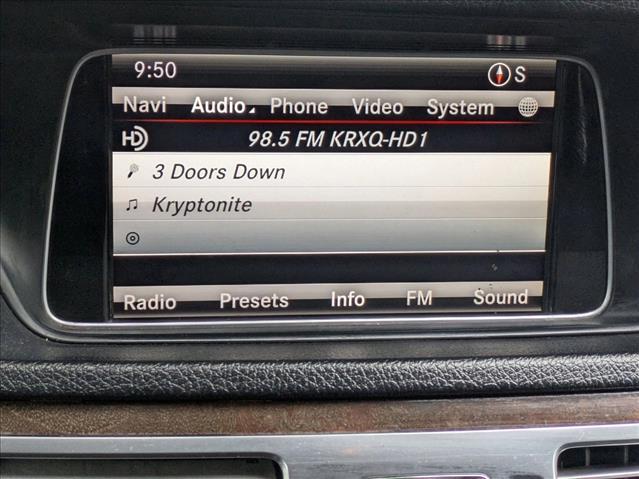 9:50 S
Navi Audio Phone Video System
HD 98.5 FM KRXQ-HD1
3 Doors Down
Kryptonite
Radio Presets Info FM Sound